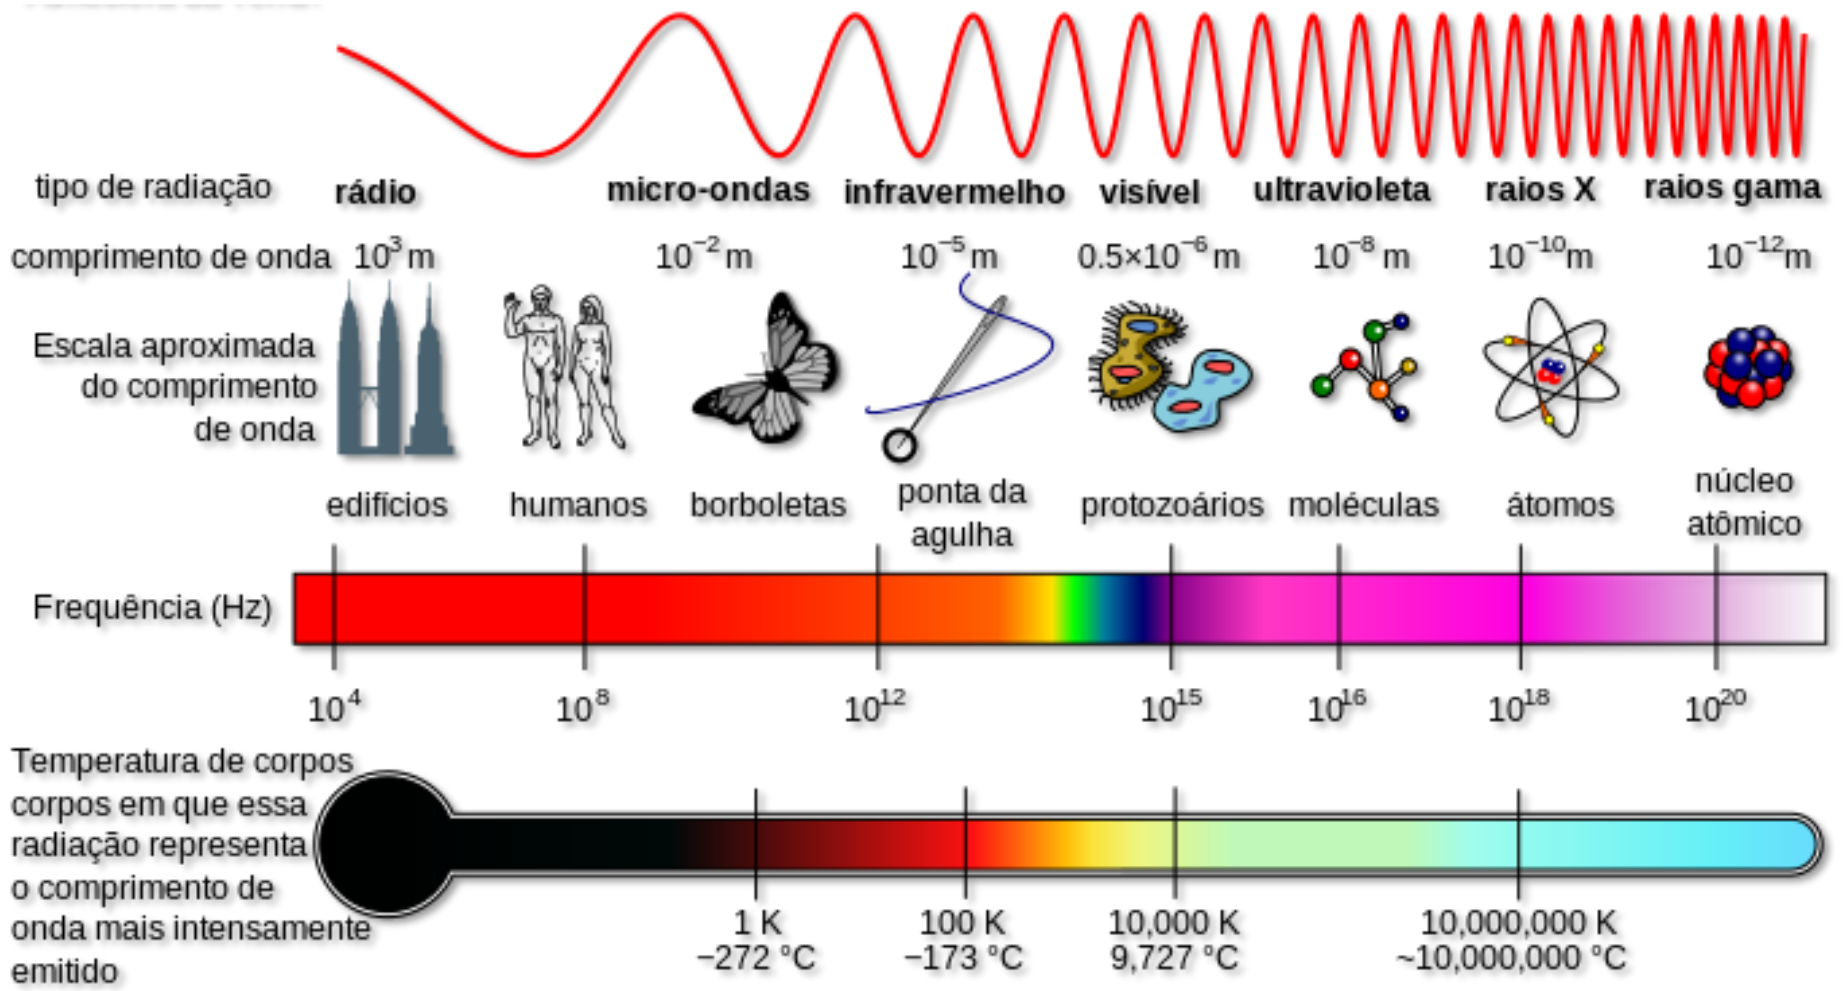 tipo de radiação rádio micro-ondas infravermelho visível ultravioleta raios X raios gama
comprimento de onda 10³ m 10⁻² m 10⁻⁵ m 0.5×10⁻⁶ m 10⁻⁸ m 10⁻¹⁰m 10⁻¹²m
Escala aproximada
do comprimento
de onda
edifícios humanos borboletas ponta da protozoários moléculas átomos núcleo
agulha atômico
Frequência (Hz)
10⁴ 10⁸ 10¹² 10¹⁵ 10¹⁶ 10¹⁸ 10²⁰
Temperatura de corpos
corpos em que essa
radiação representa
o comprimento de
onda mais intensamente
emitido
1 K 100 K 10,000 K 10,000,000 K
−272 °C −173 °C 9,727 °C ~10,000,000 °C